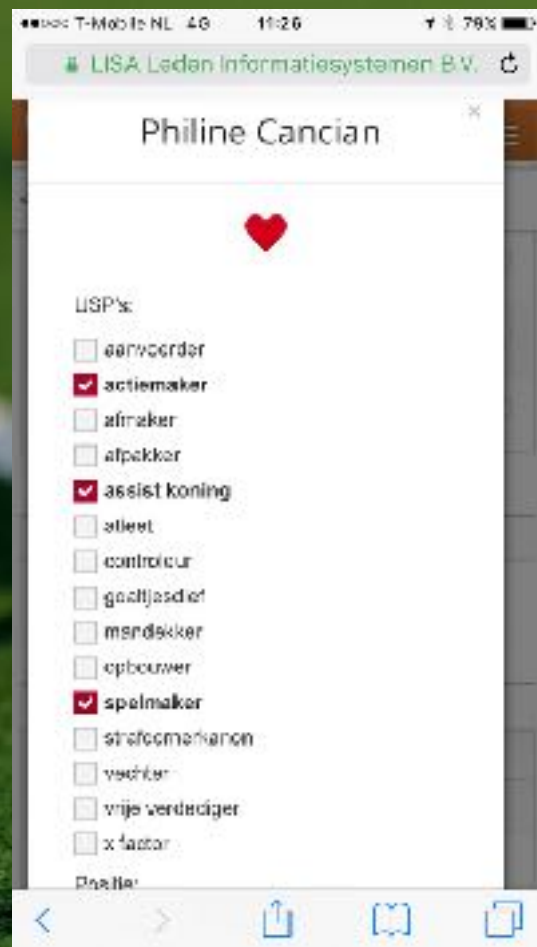 T-Mobile NL 4G 11:26 79%
LISA Leden Informatiesystemen B.V.
Philine Cancian
USP's:
aanvoerder
actiemaker
afmaker
afpakker
assist koning
atleet
controleur
goaltjesdief
mandekker
opbouwer
spelmaker
strafcornerkanon
vechter
vrije verdediger
x factor
Positie: